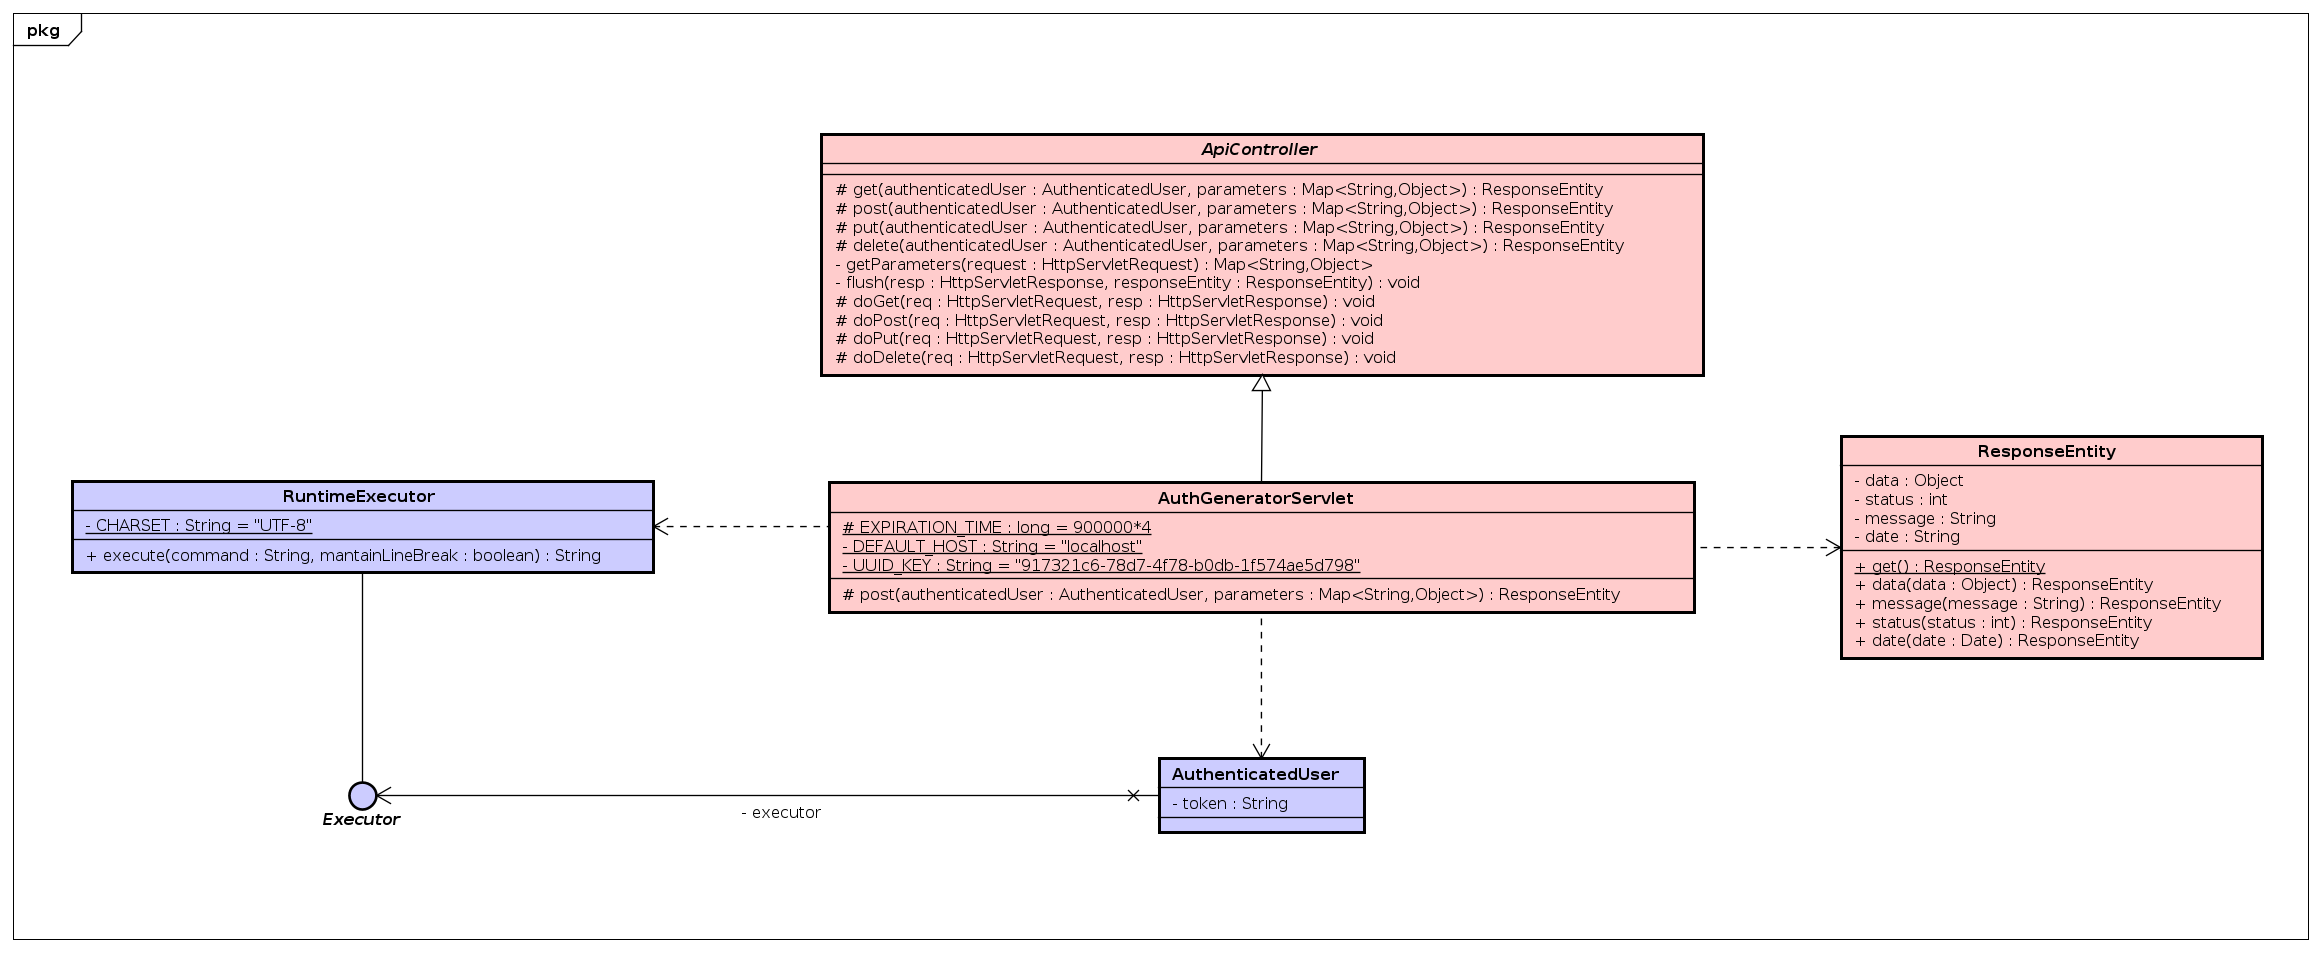 pkg
ApiController
# get(authenticatedUser : AuthenticatedUser, parameters : Map<String,Object>) : ResponseEntity
# post(authenticatedUser : AuthenticatedUser, parameters : Map<String,Object>) : ResponseEntity
# put(authenticatedUser : AuthenticatedUser, parameters : Map<String,Object>) : ResponseEntity
# delete(authenticatedUser : AuthenticatedUser, parameters : Map<String,Object>) : ResponseEntity
- getParameters(request : HttpServletRequest) : Map<String,Object>
- flush(resp : HttpServletResponse, responseEntity : ResponseEntity) : void
# doGet(req : HttpServletRequest, resp : HttpServletResponse) : void
# doPost(req : HttpServletRequest, resp : HttpServletResponse) : void
# doPut(req : HttpServletRequest, resp : HttpServletResponse) : void
# doDelete(req : HttpServletRequest, resp : HttpServletResponse) : void
RuntimeExecutor
- CHARSET : String = "UTF-8"
+ execute(command : String, mantainLineBreak : boolean) : String
AuthGeneratorServlet
# EXPIRATION_TIME : long = 900000*4
- DEFAULT_HOST : String = "localhost"
- UUID_KEY : String = "917321c6-78d7-4f78-b0db-1f574ae5d798"
# post(authenticatedUser : AuthenticatedUser, parameters : Map<String,Object>) : ResponseEntity
ResponseEntity
- data : Object
- status : int
- message : String
- date : String
+ get() : ResponseEntity
+ data(data : Object) : ResponseEntity
+ message(message : String) : ResponseEntity
+ status(status : int) : ResponseEntity
+ date(date : Date) : ResponseEntity
Executor
- executor
AuthenticatedUser
- token : String